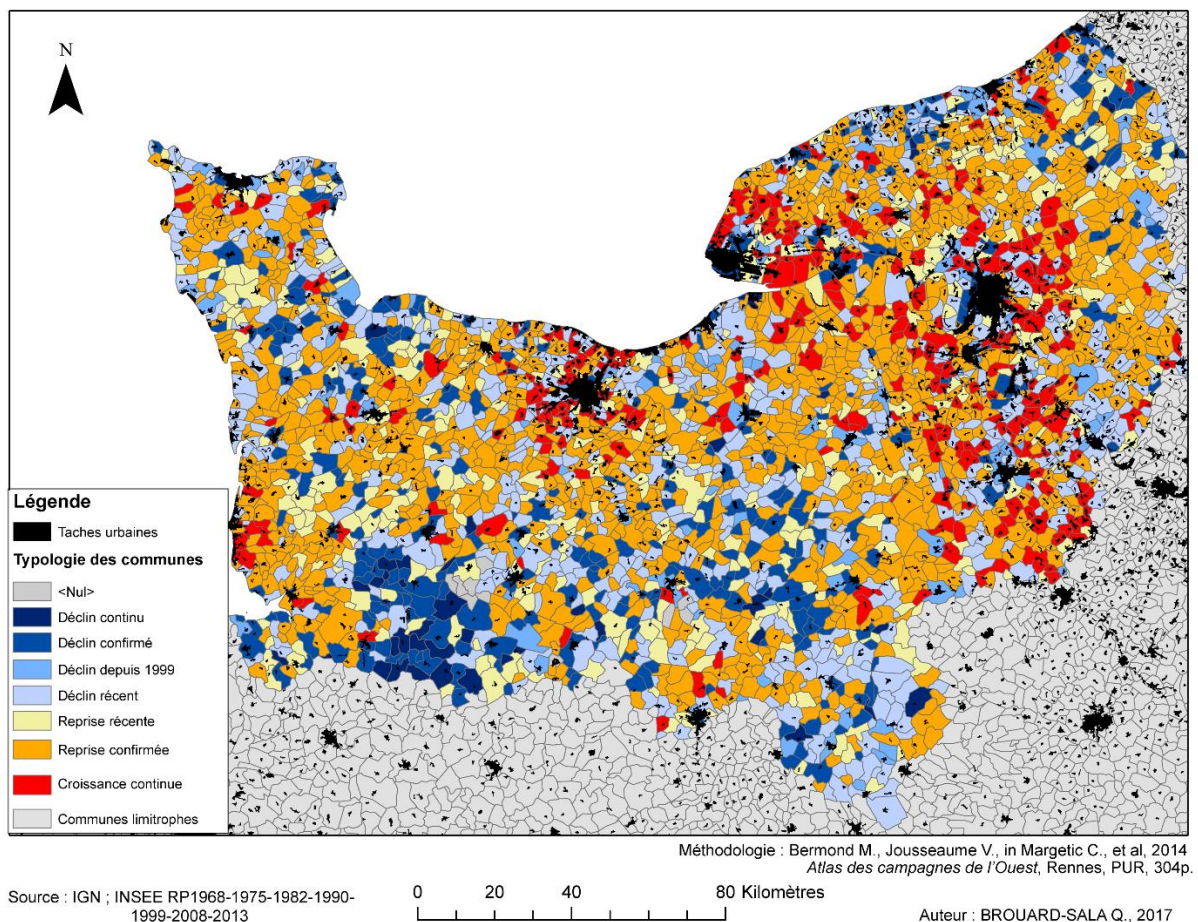 N
Légende
Taches urbaines
Typologie des communes
<Nul>
Déclin continu
Déclin confirmé
Déclin depuis 1999
Déclin récent
Reprise récente
Reprise confirmée
Croissance continue
Communes limitrophes
Méthodologie : Bermond M., Jousseaume V., in Margetic C., et al, 2014
Atlas des campagnes de l'Ouest, Rennes, PUR, 304p.
Source : IGN ; INSEE RP1968-1975-1982-1990-
1999-2008-2013
0 20 40 80 Kilomètres
Auteur : BROUARD-SALA Q., 2017